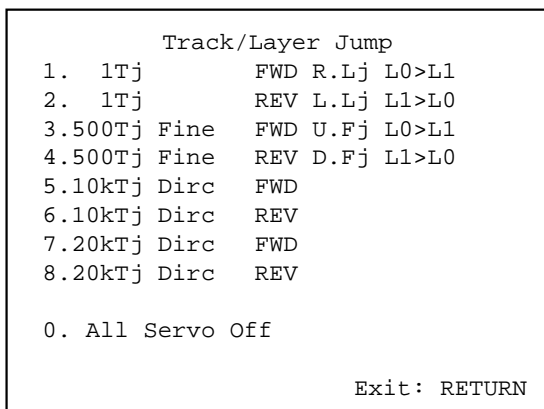 Track/Layer Jump
1.  1Tj        FWD R.Lj L0>L1
2.  1Tj        REV L.Lj L1>L0
3.500Tj Fine   FWD U.Fj L0>L1
4.500Tj Fine   REV D.Fj L1>L0
5.10kTj Dirc   FWD
6.10kTj Dirc   REV
7.20kTj Dirc   FWD
8.20kTj Dirc   REV
0. All Servo Off
Exit: RETURN